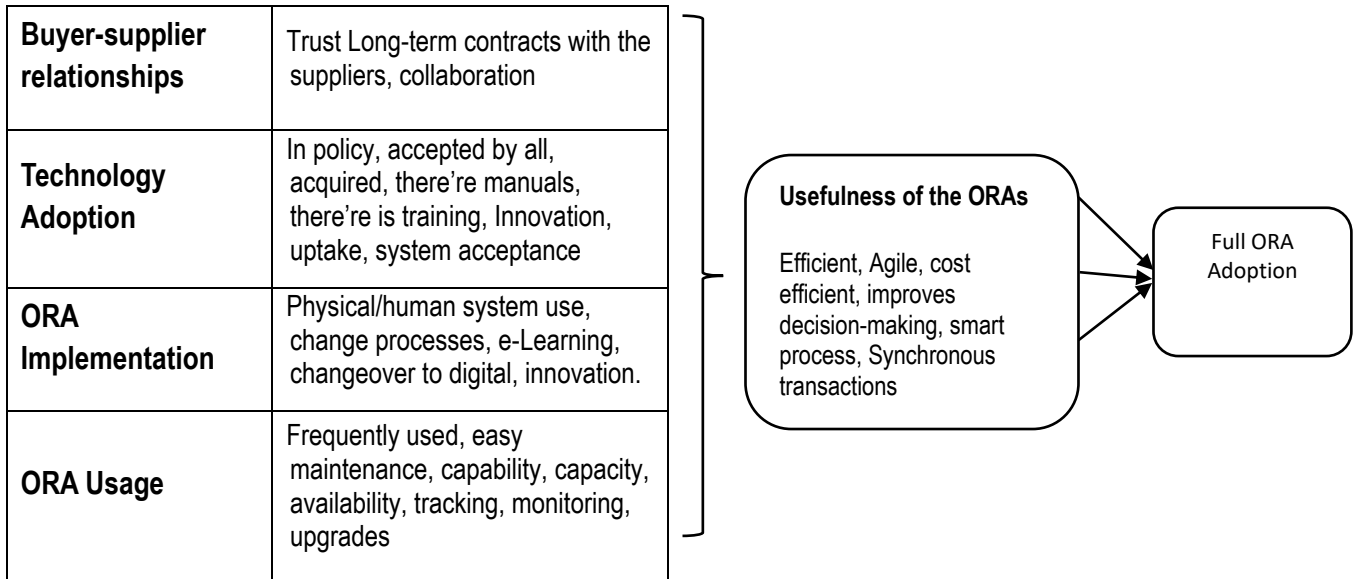 Buyer-supplier
relationships
Trust Long-term contracts with the
suppliers, collaboration
Technology
Adoption
In policy, accepted by all,
acquired, there're manuals,
there're is training, Innovation,
uptake, system acceptance
ORA
Implementation
Physical/human system use,
change processes, e-Learning,
changeover to digital, innovation.
ORA Usage
Frequently used, easy
maintenance, capability, capacity,
availability, tracking, monitoring,
upgrades
Usefulness of the ORAs
Efficient, Agile, cost
efficient, improves
decision-making, smart
process, Synchronous
transactions
Full ORA
Adoption